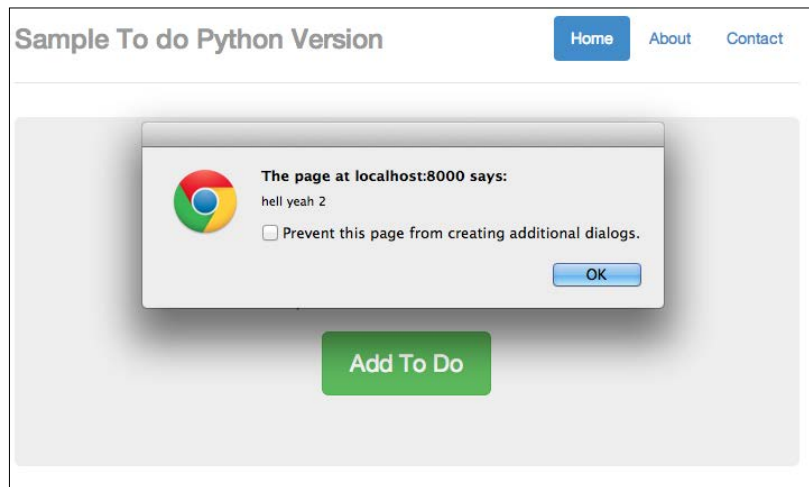 Sample To do Python Version
Home About Contact
The page at localhost:8000 says:
hell yeah 2
Prevent this page from creating additional dialogs.
OK
Add To Do